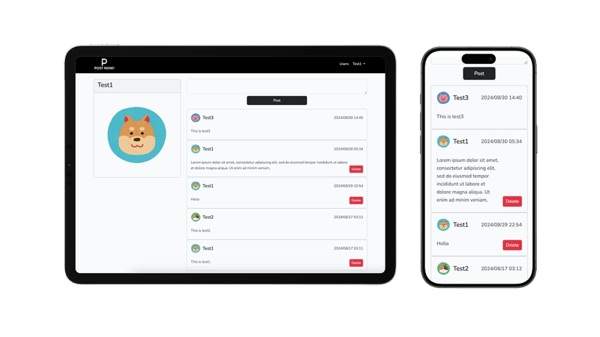 P
POST NOW!
Users
Test1
Test1
Post
Test3
2024/08/30 14:40
This is test3
Test1
2024/08/30 05:34
Lorem ipsum dolor sit amet, consectetur adipiscing elit, sed do eiusmod tempor incididunt ut labore et
dolore magna aliqua. Ut enim ad minim veniam,
Delete
Test1
2024/08/29 22:54
Hello
Delete
Test2
2024/06/17 03:12
This is test2.
Test1
2024/06/17 03:11
This is test1.
Delete
Post
Test3
2024/08/30 14:40
This is test3
Test1
2024/08/30 05:34
Lorem ipsum dolor sit amet,
consectetur adipiscing elit,
sed do eiusmod tempor
incididunt ut labore et
dolore magna aliqua. Ut
enim ad minim veniam,
Delete
Test1
2024/08/29 22:54
Hello
Delete
Test2
2024/06/17 03:12